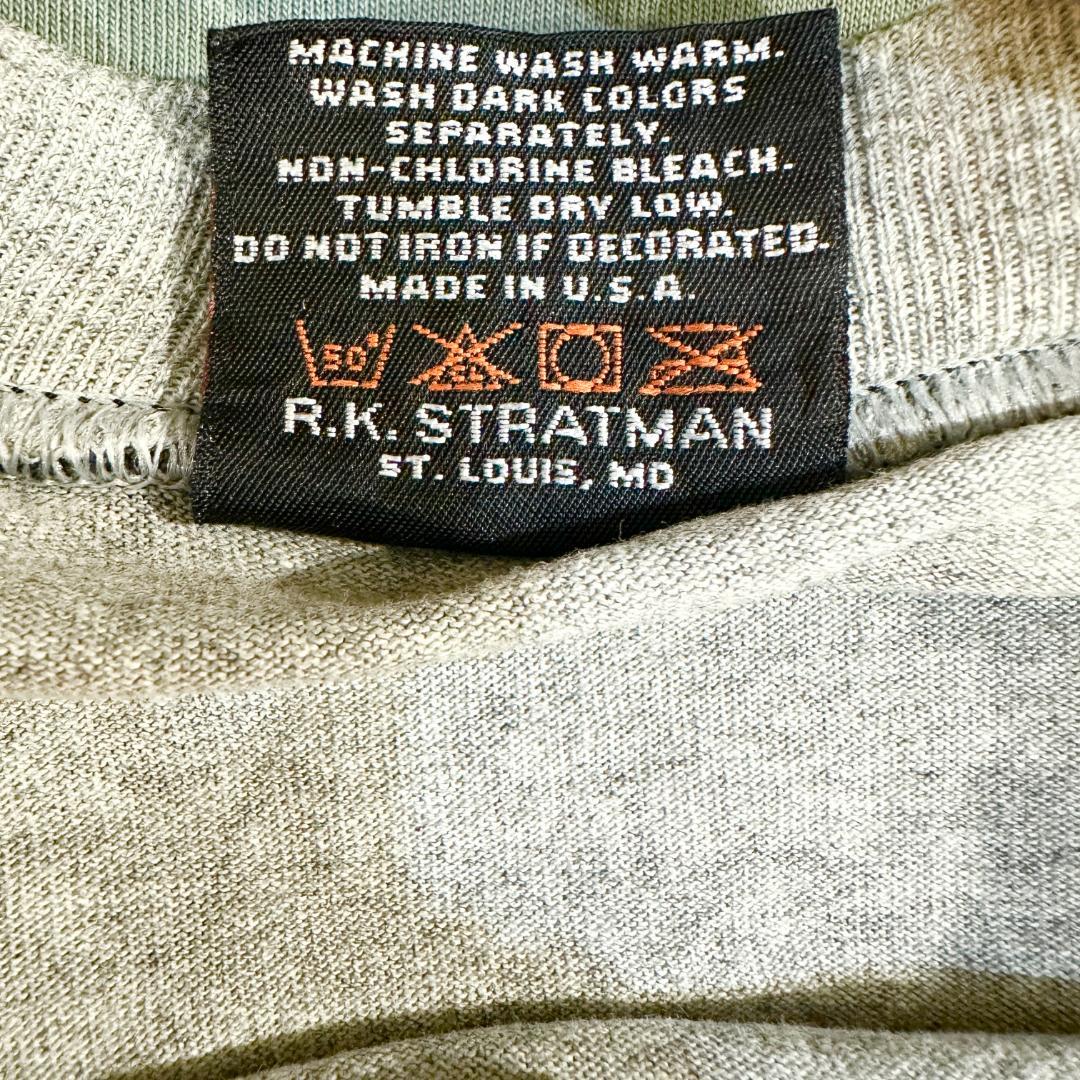 MACHINE WASH WARM.
WASH DARK COLORS
SEPARATELY.
NON-CHLORINE BLEACH.
TUMBLE DRY LOW.
DO NOT IRON IF DECORATED.
MADE IN U.S.A.
50°
R.K. STRATMAN
ST. LOUIS, MO